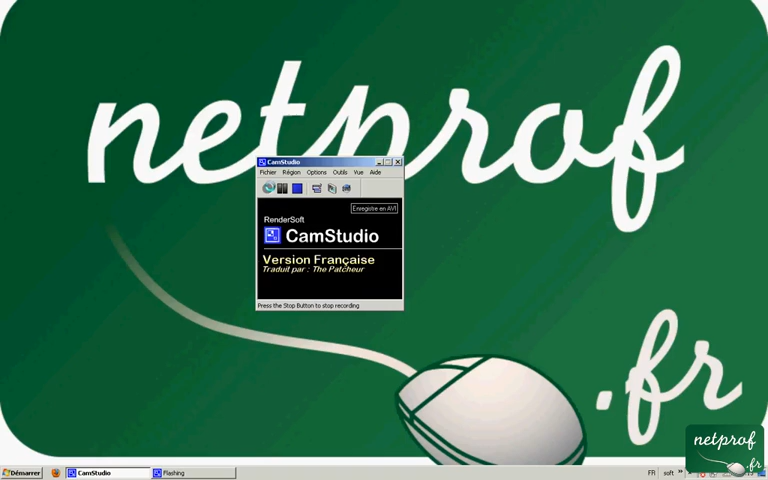 netprof
.fr
CamStudio
Fichier Région Options Outils Vue Aide
Enregistre en AVI
RenderSoft
CamStudio
Version Française
Traduit par : The Patcheur
Press the Stop Button to stop recording
netprof
.fr
Démarrer CamStudio Flashing FR soft »